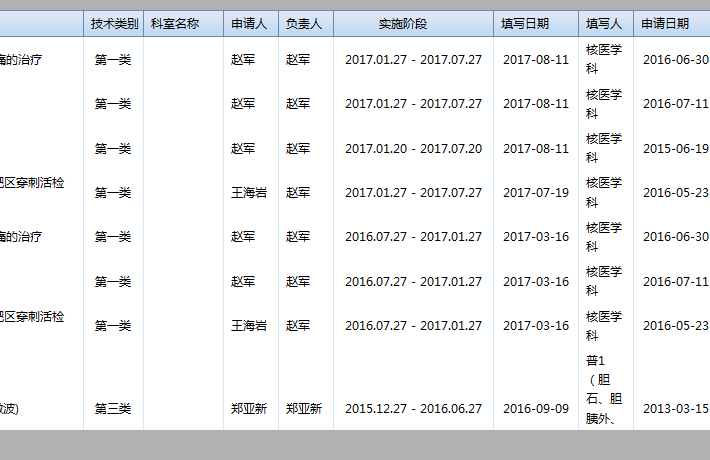 技术类别 科室名称 申请人 负责人 实施阶段 填写日期 填写人 申请日期
痛的治疗 第一类 赵军 赵军 2017.01.27 - 2017.07.27 2017-08-11 核医学科 2016-06-30
第一类 赵军 赵军 2017.01.27 - 2017.07.27 2017-08-11 核医学科 2016-07-11
第一类 赵军 赵军 2017.01.20 - 2017.07.20 2017-08-11 核医学科 2015-06-19
区穿刺活检 第一类 王海岩 赵军 2017.01.27 - 2017.07.27 2017-07-19 核医学科 2016-05-23
痛的治疗 第一类 赵军 赵军 2016.07.27 - 2017.01.27 2017-03-16 核医学科 2016-06-30
第一类 赵军 赵军 2016.07.27 - 2017.01.27 2017-03-16 核医学科 2016-07-11
区穿刺活检 第一类 王海岩 赵军 2016.07.27 - 2017.01.27 2017-03-16 核医学科 2016-05-23
波) 第三类 郑亚新 郑亚新 2015.12.27 - 2016.06.27 2016-09-09 普1（胆石、胆胰外、 2013-03-15